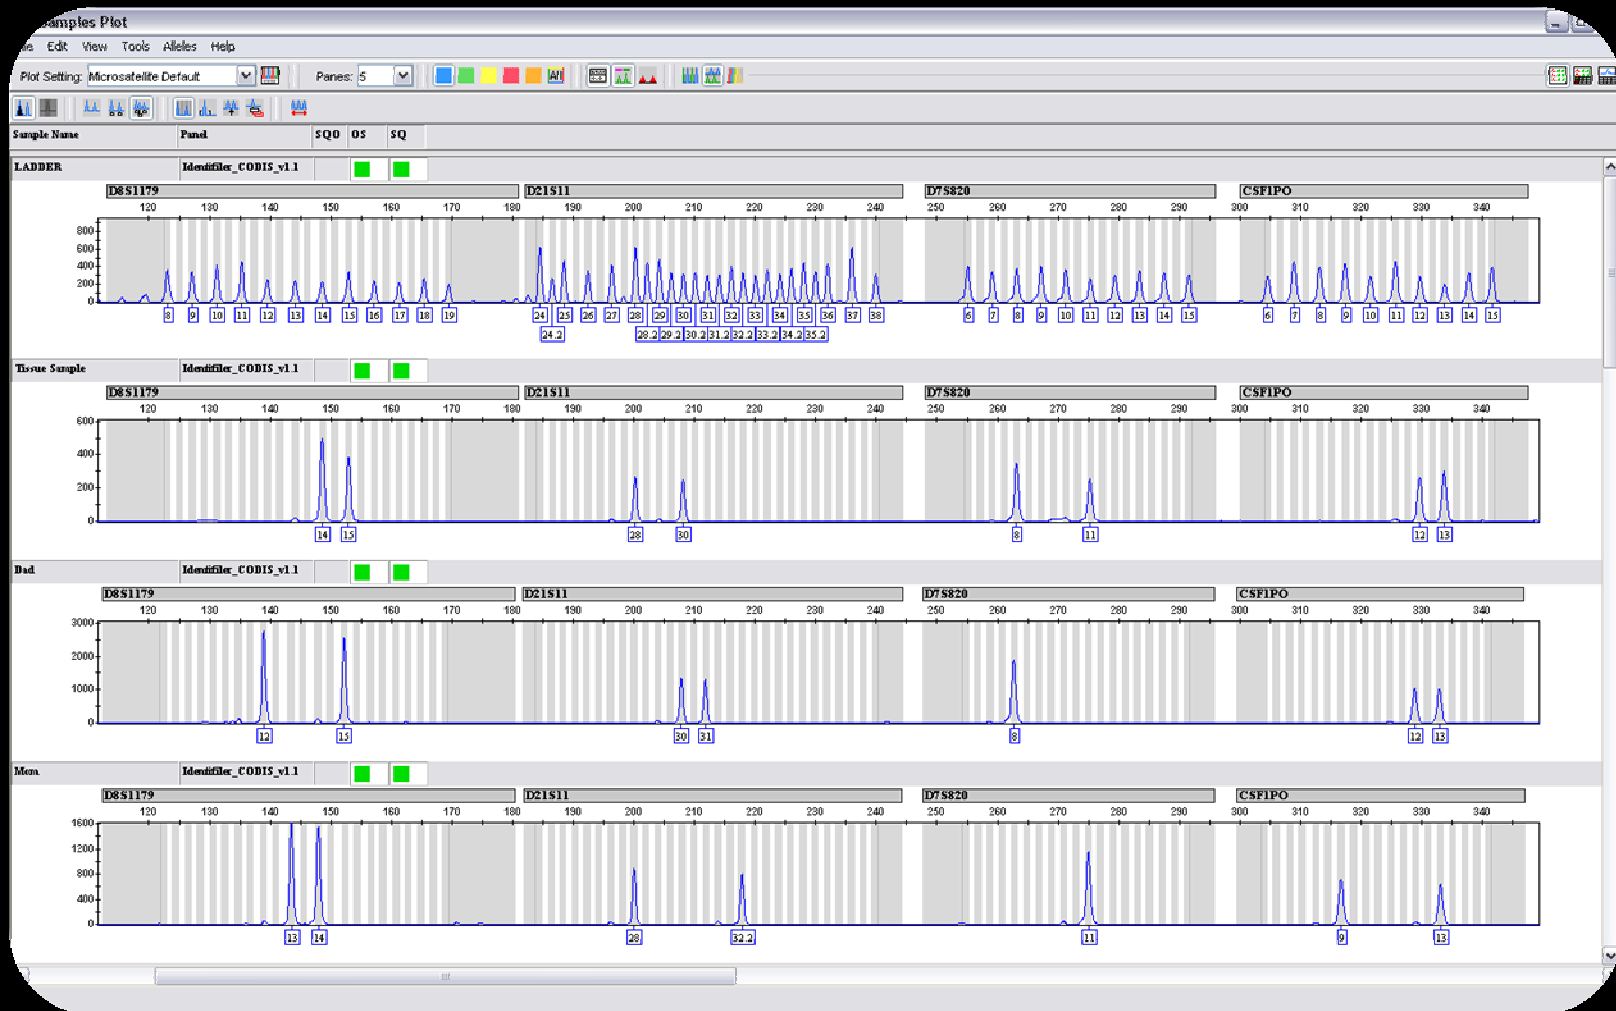 Samples Plot
Edit View Tools Alleles Help
Plot Setting: Microsatellite Default Panes: 5 All
Sample Name Panel SQO OS SQ
LADDER Identifiler_CODIS_v1.1
D8S1179 D21S11 D7S820 CSF1PO
120 130 140 150 160 170 180 190 200 210 220 230 240 250 260 270 280 290 300 310 320 330 340
800
600
400
200
0
8 9 10 11 12 13 14 15 16 17 18 19 24 25 26 27 28 29 30 31 32 33 34 35 36 37 38 6 7 8 9 10 11 12 13 14 15 6 7 8 9 10 11 12 13 14 15
24.2 28.2 29.2 30.2 31.2 32.2 33.2 34.2 35.2
Tissue Sample Identifiler_CODIS_v1.1
D8S1179 D21S11 D7S820 CSF1PO
120 130 140 150 160 170 180 190 200 210 220 230 240 250 260 270 280 290 300 310 320 330 340
600
400
200
0
14 15 28 30 8 11 12 13
Dad Identifiler_CODIS_v1.1
D8S1179 D21S11 D7S820 CSF1PO
120 130 140 150 160 170 180 190 200 210 220 230 240 250 260 270 280 290 300 310 320 330 340
3000
2000
1000
0
12 15 30 31 8 12 13
Mom Identifiler_CODIS_v1.1
D8S1179 D21S11 D7S820 CSF1PO
120 130 140 150 160 170 180 190 200 210 220 230 240 250 260 270 280 290 300 310 320 330 340
1600
1200
800
400
0
13 14 28 32.2 11 9 13